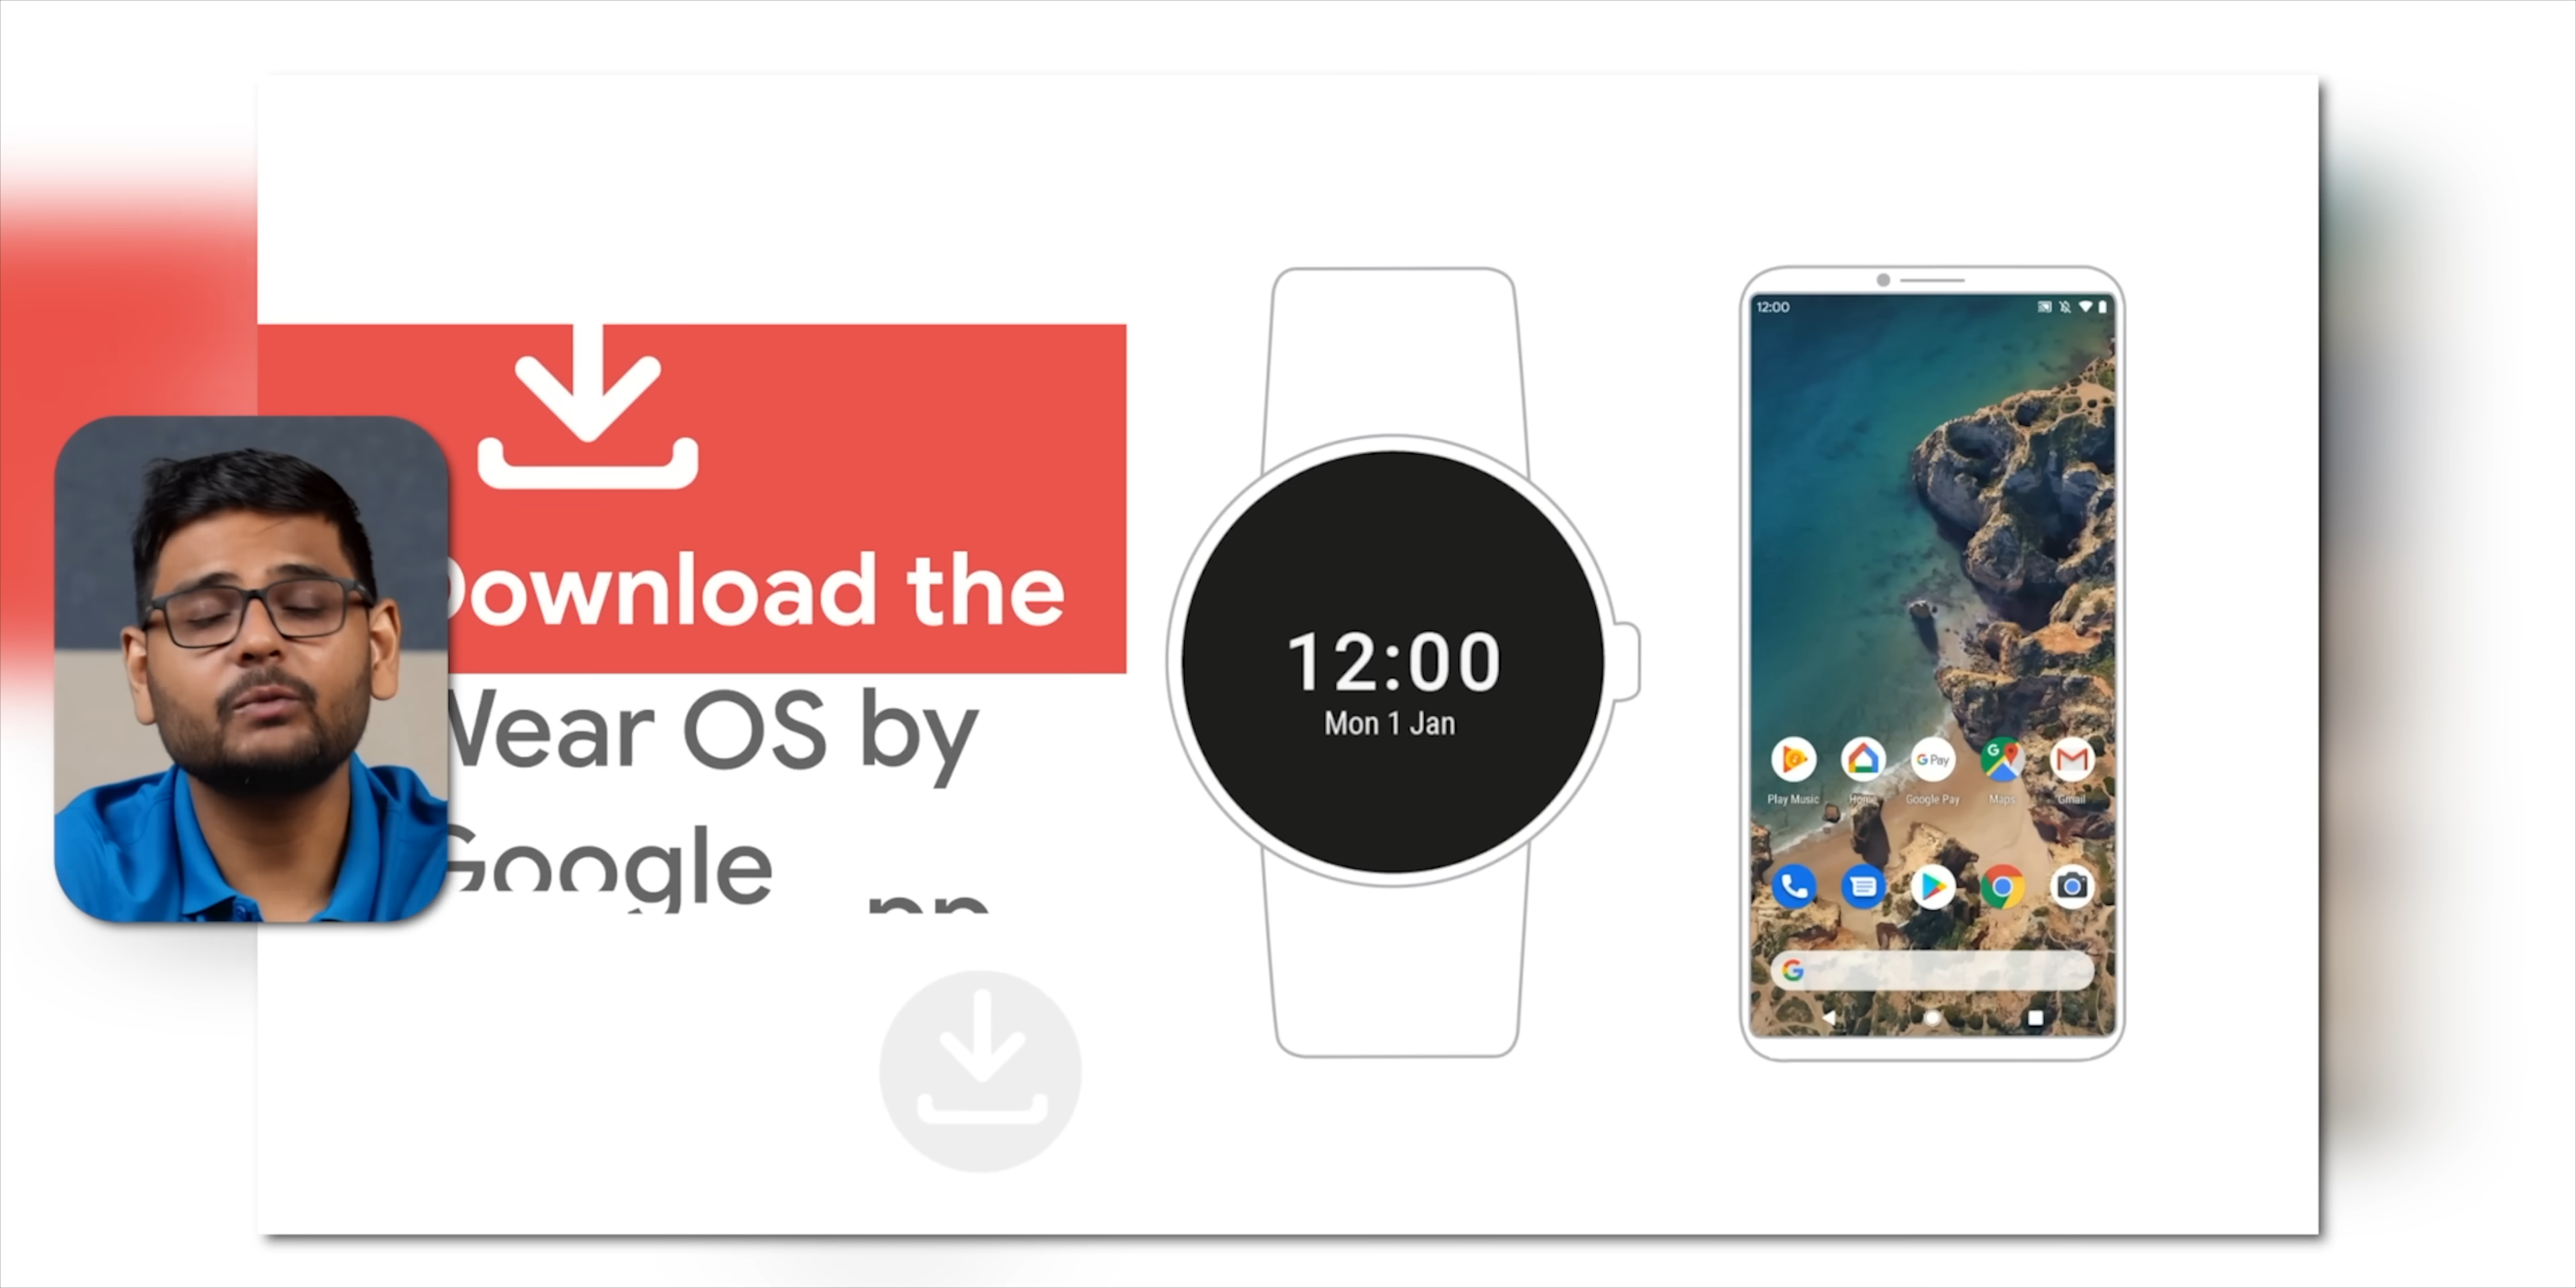 Download the
Wear OS by
Google
12:00
Mon 1 Jan
12:00
G Pay
Play Music
Home
Google Pay
Maps
Gmail